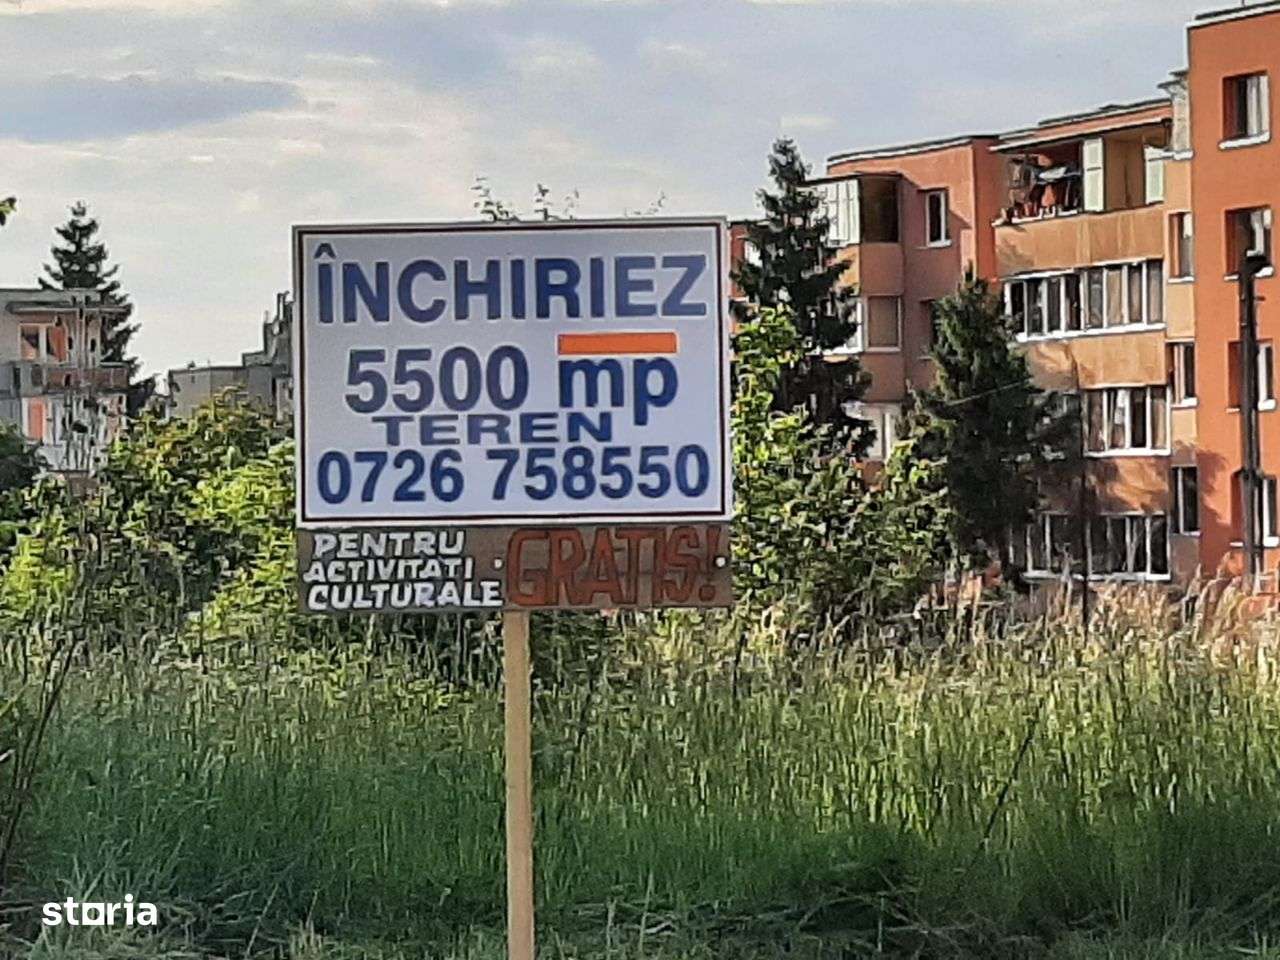 ÎNCHIRIEZ
5500 mp
TEREN
0726 758550
PENTRU
ACTIVITATI
CULTURALE
·GRATIS!·
storia